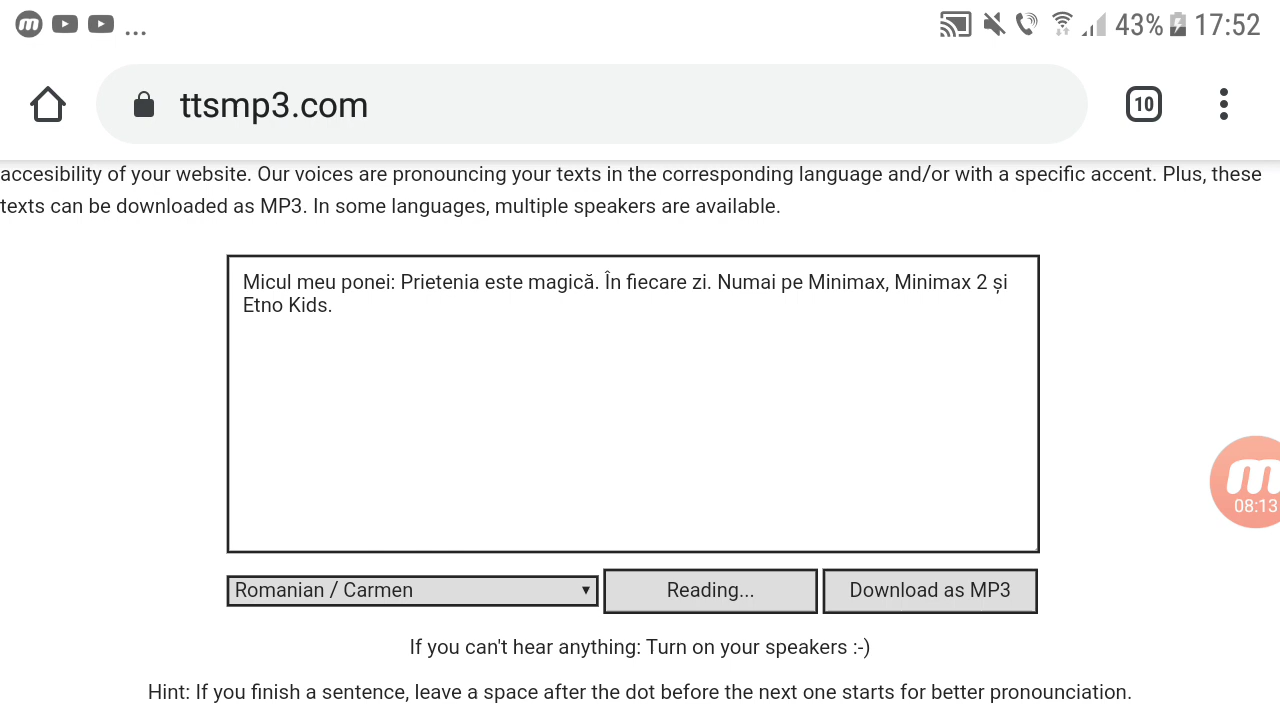 ... 43% 17:52
ttsmp3.com 10
accesibility of your website. Our voices are pronouncing your texts in the corresponding language and/or with a specific accent. Plus, these
texts can be downloaded as MP3. In some languages, multiple speakers are available.
Micul meu ponei: Prietenia este magică. În fiecare zi. Numai pe Minimax, Minimax 2 și
Etno Kids.
m
08:13
Romanian / Carmen Reading... Download as MP3
If you can't hear anything: Turn on your speakers :-)
Hint: If you finish a sentence, leave a space after the dot before the next one starts for better pronounciation.